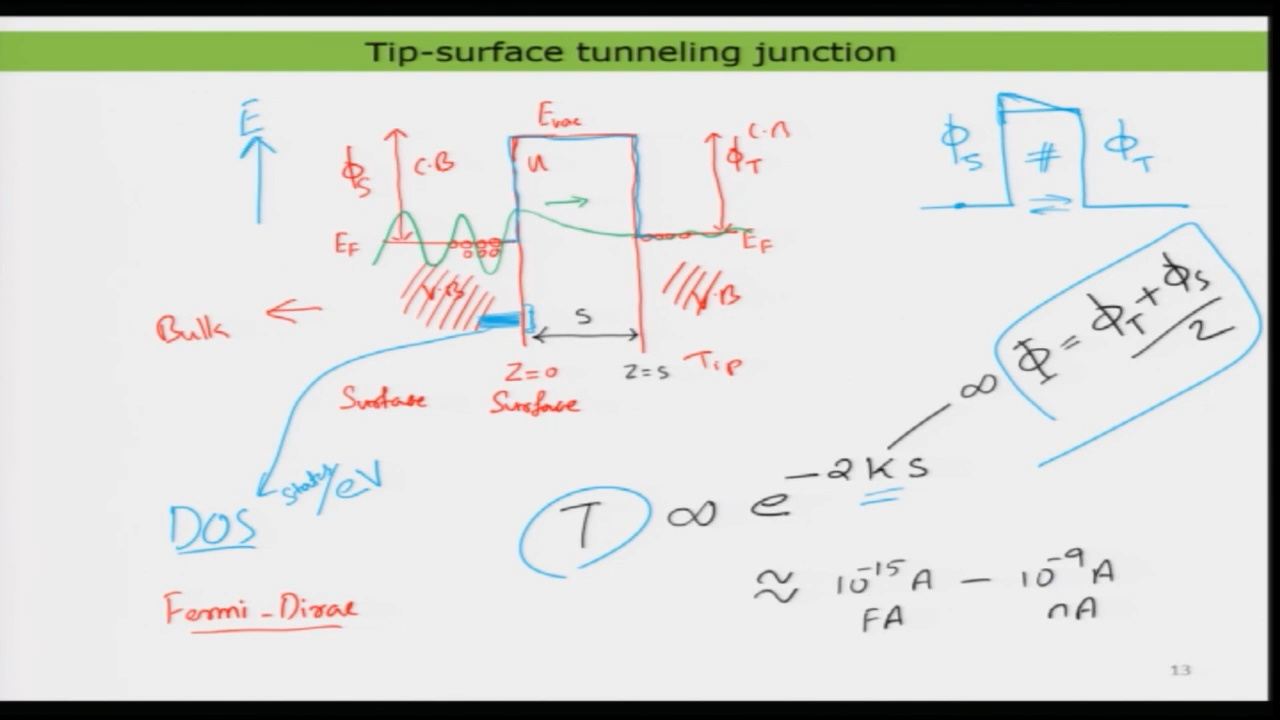 Tip-surface tunneling junction
E
Evac
ϕS
C.B
U
ϕT
C.B
EF
EF
V.B
V.B
S
Bulk
Z=0
Z=s
Tip
Surface
Surface
ϕS
#
ϕT
Φ = ϕT + ϕS / 2
∞
T ∞ e^-2KS
DOS states/eV
≈ 10^-15 A - 10^-9 A
FA
nA
Fermi-Dirac
13